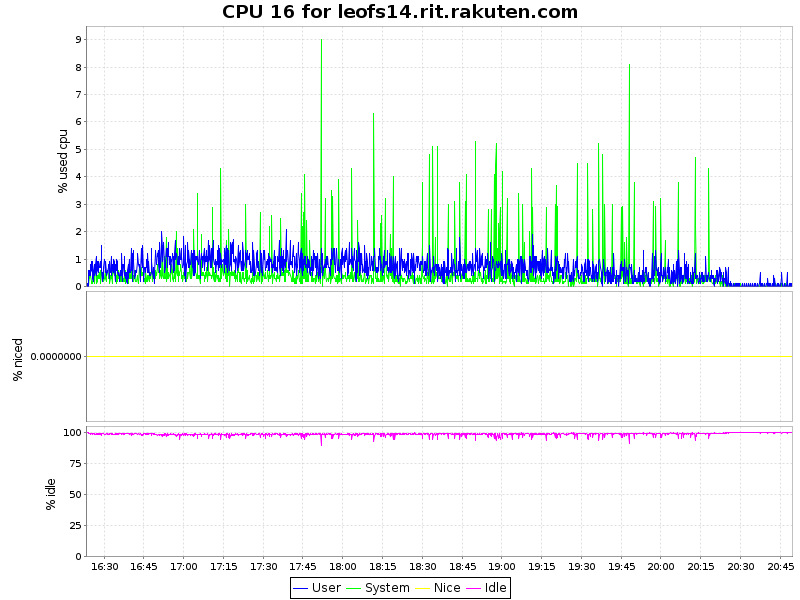 CPU 16 for leofs14.rit.rakuten.com
% used cpu
9
8
7
6
5
4
3
2
1
0
% niced
0.0000000
% idle
100
75
50
25
0
16:30 16:45 17:00 17:15 17:30 17:45 18:00 18:15 18:30 18:45 19:00 19:15 19:30 19:45 20:00 20:15 20:30 20:45
User System Nice Idle